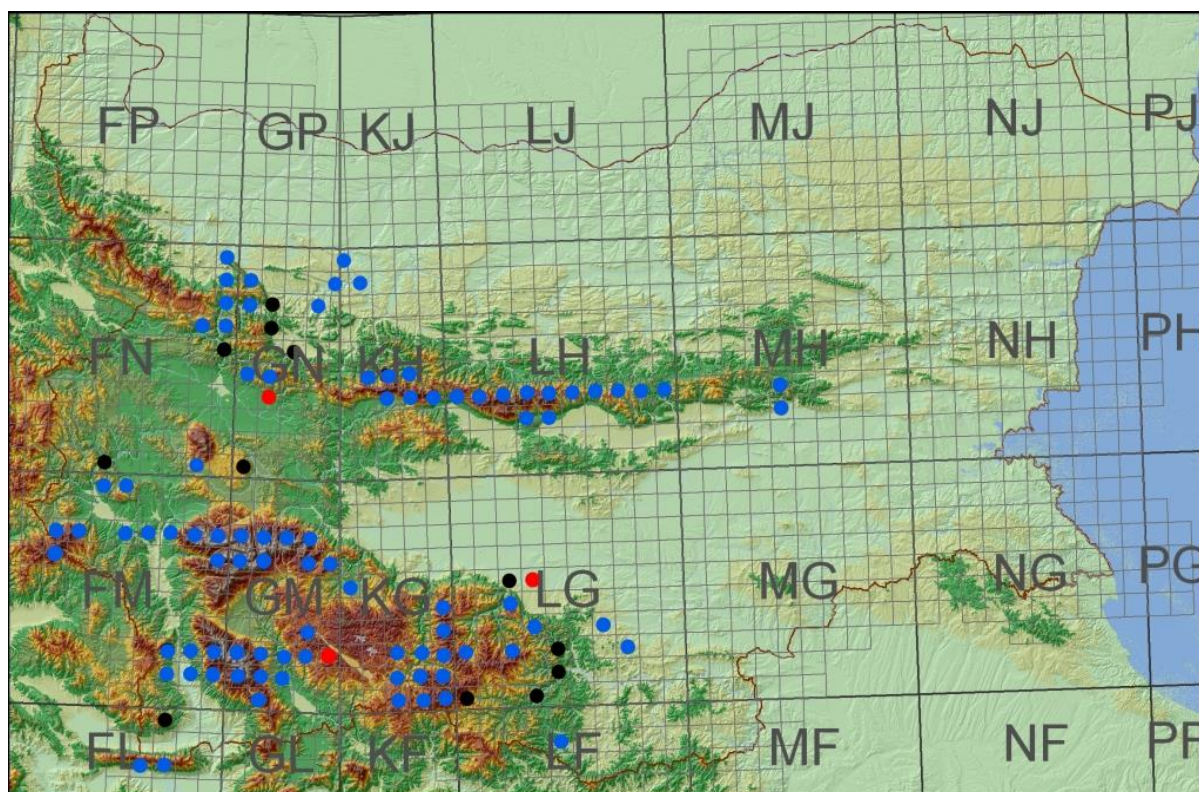 FP GP KJ LJ MJ NJ PJ
FN GN KH LH MH NH PH
FM GM KG LG MG NG PG
FL GL KF LF MF NF PF